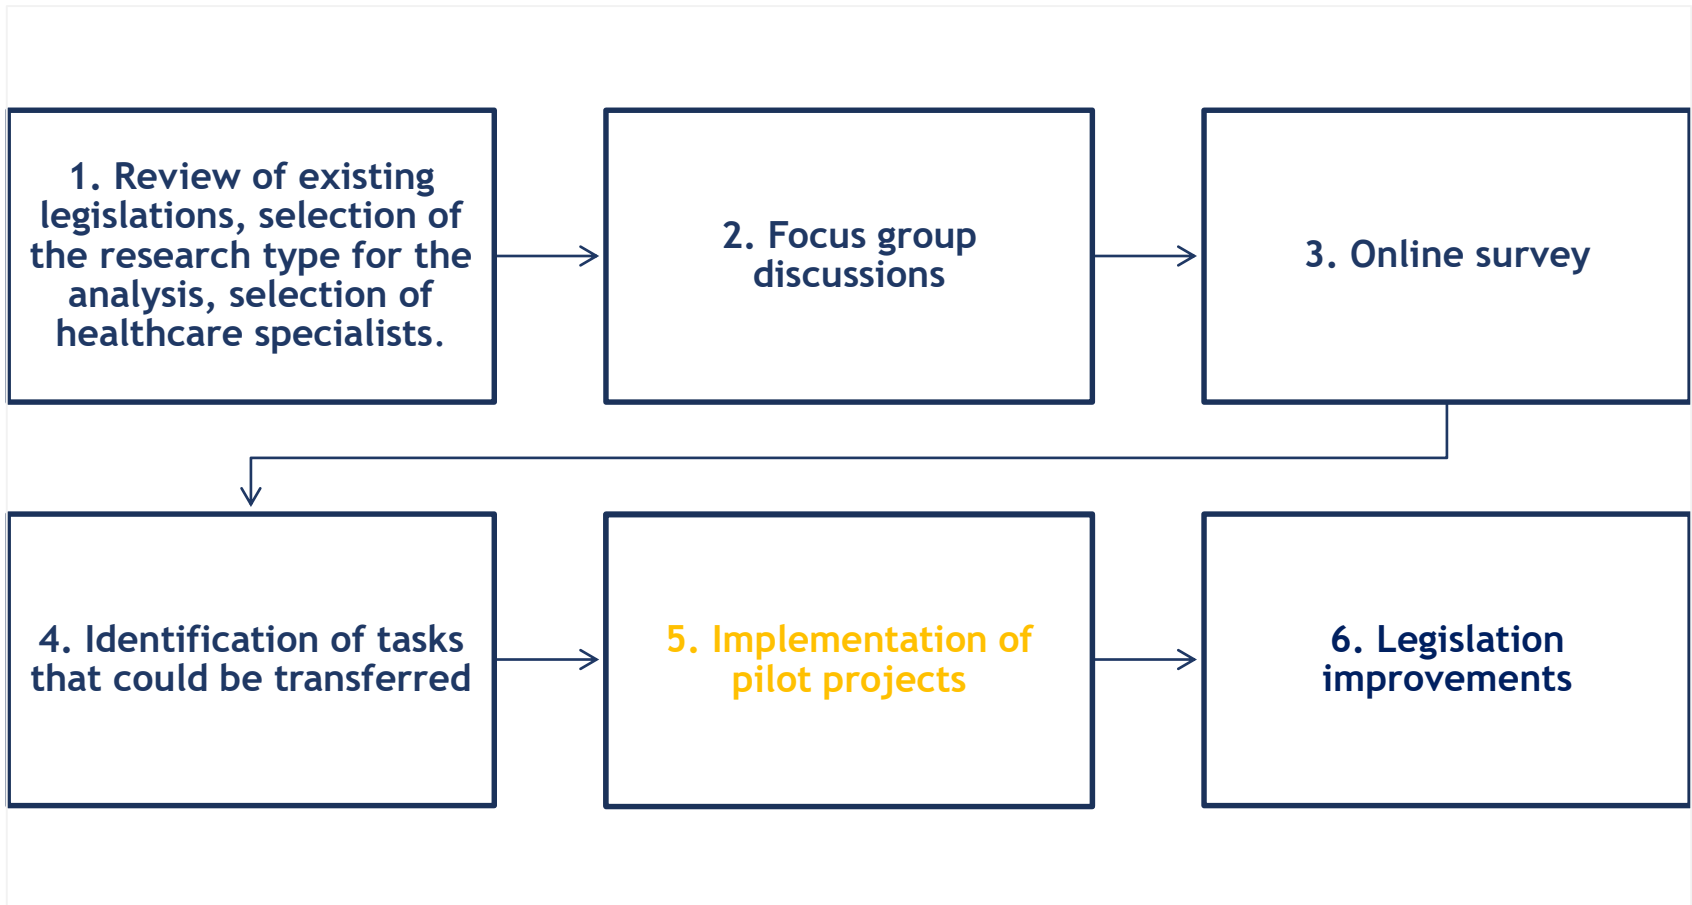 1. Review of existing
legislations, selection of
the research type for the
analysis, selection of
healthcare specialists.
2. Focus group
discussions
3. Online survey
4. Identification of tasks
that could be transferred
5. Implementation of
pilot projects
6. Legislation
improvements